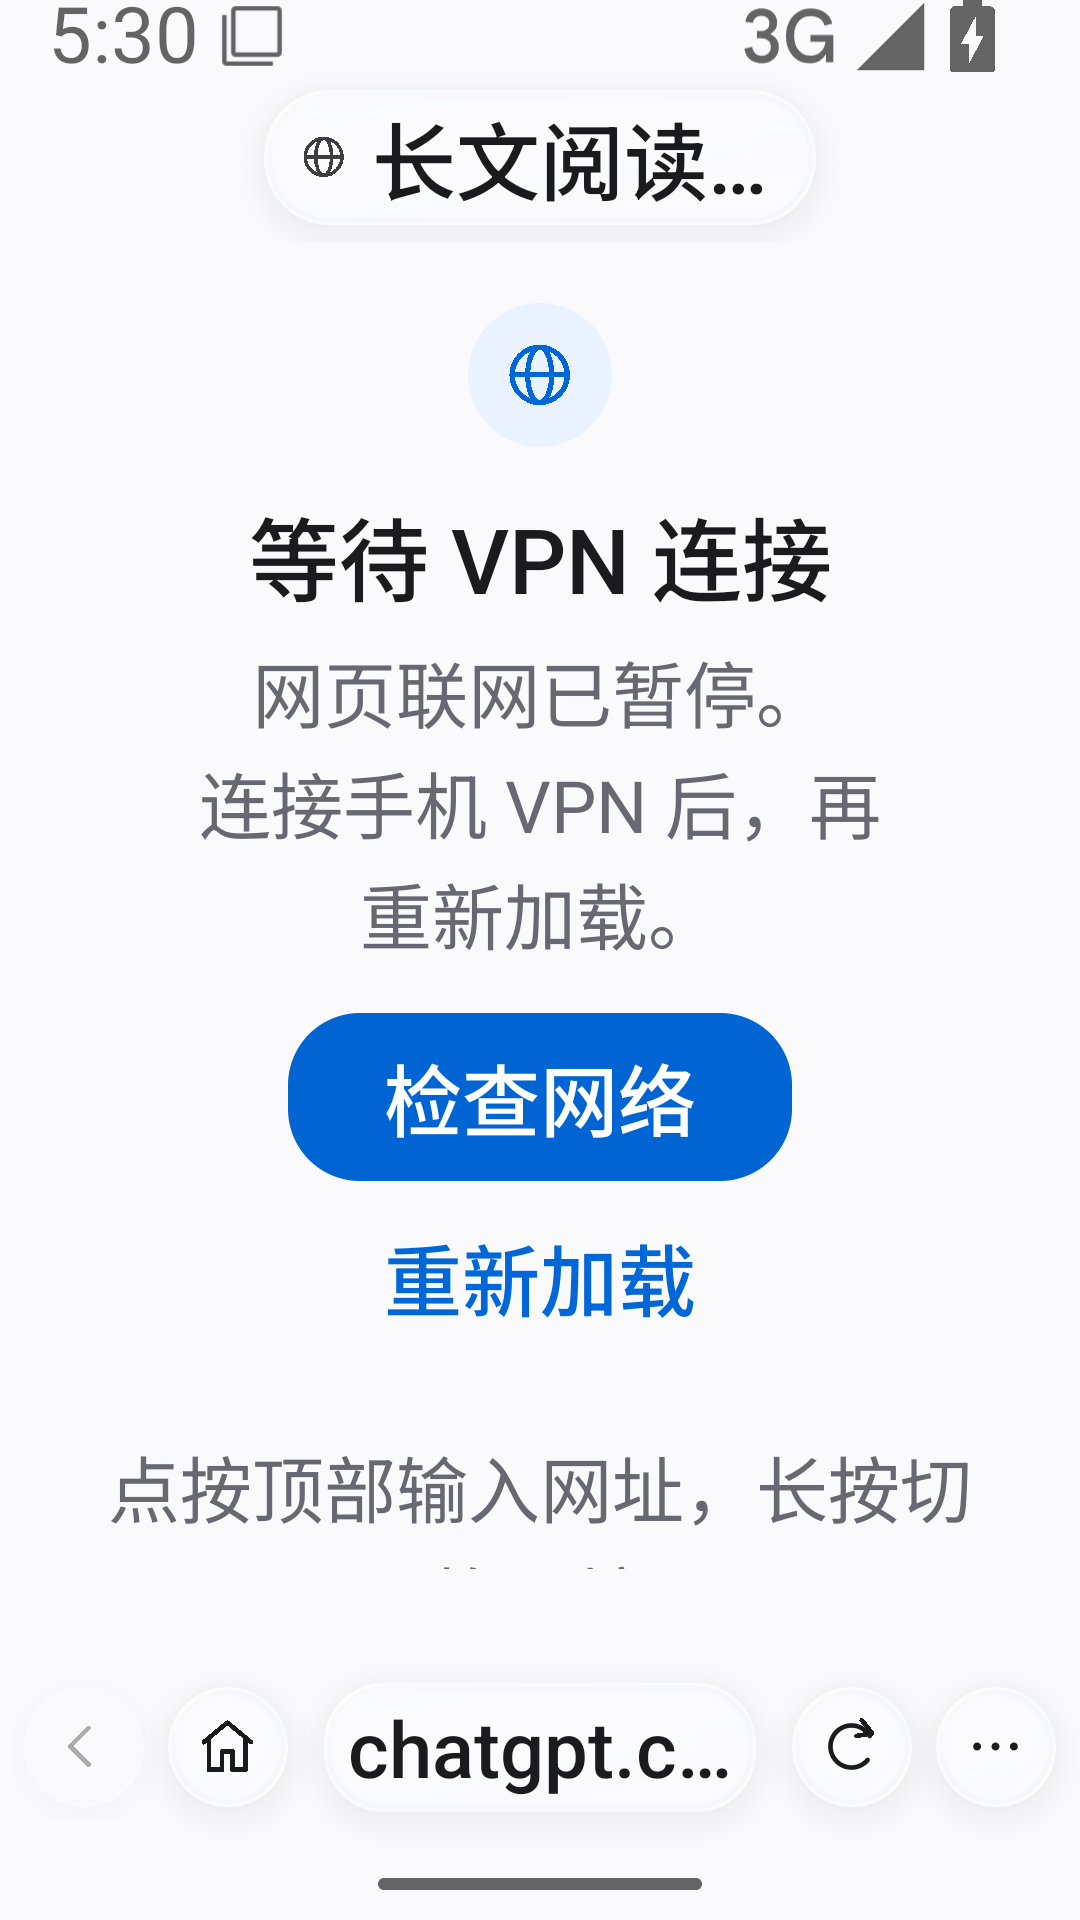 5:30
3G
长文阅读...
等待 VPN 连接
网页联网已暂停。
连接手机 VPN 后，再
重新加载。
检查网络
重新加载
点按顶部输入网址，长按切
chatgpt.c...